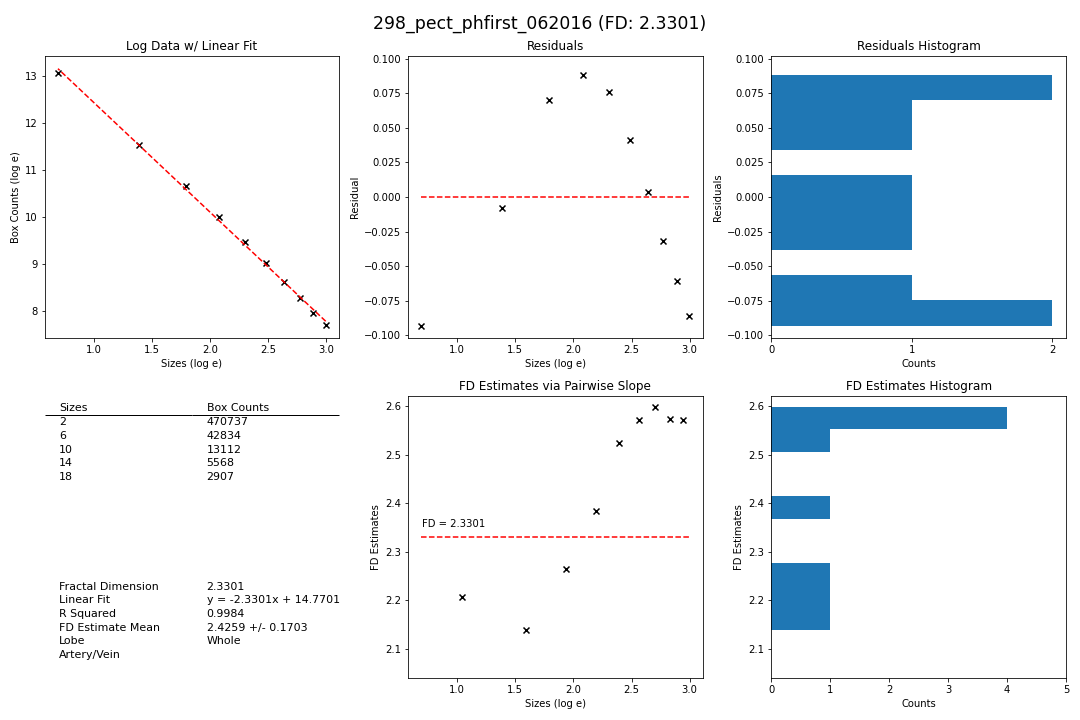 298_pect_phfirst_062016 (FD: 2.3301)
Log Data w/ Linear Fit
13
12
11
10
9
8
Box Counts (log e)
1.0 1.5 2.0 2.5 3.0
Sizes (log e)
Residuals
0.100
0.075
0.050
0.025
0.000
−0.025
−0.050
−0.075
−0.100
Residual
1.0 1.5 2.0 2.5 3.0
Sizes (log e)
Residuals Histogram
0.100
0.075
0.050
0.025
0.000
−0.025
−0.050
−0.075
−0.100
Residuals
0 1 2
Counts
Sizes Box Counts
2 470737
6 42834
10 13112
14 5568
18 2907
Fractal Dimension 2.3301
Linear Fit y = -2.3301x + 14.7701
R Squared 0.9984
FD Estimate Mean 2.4259 +/- 0.1703
Lobe Whole
Artery/Vein
FD Estimates via Pairwise Slope
2.6
2.5
2.4
2.3
2.2
2.1
FD Estimates
FD = 2.3301
1.0 1.5 2.0 2.5 3.0
Sizes (log e)
FD Estimates Histogram
2.6
2.5
2.4
2.3
2.2
2.1
FD Estimates
0 1 2 3 4 5
Counts